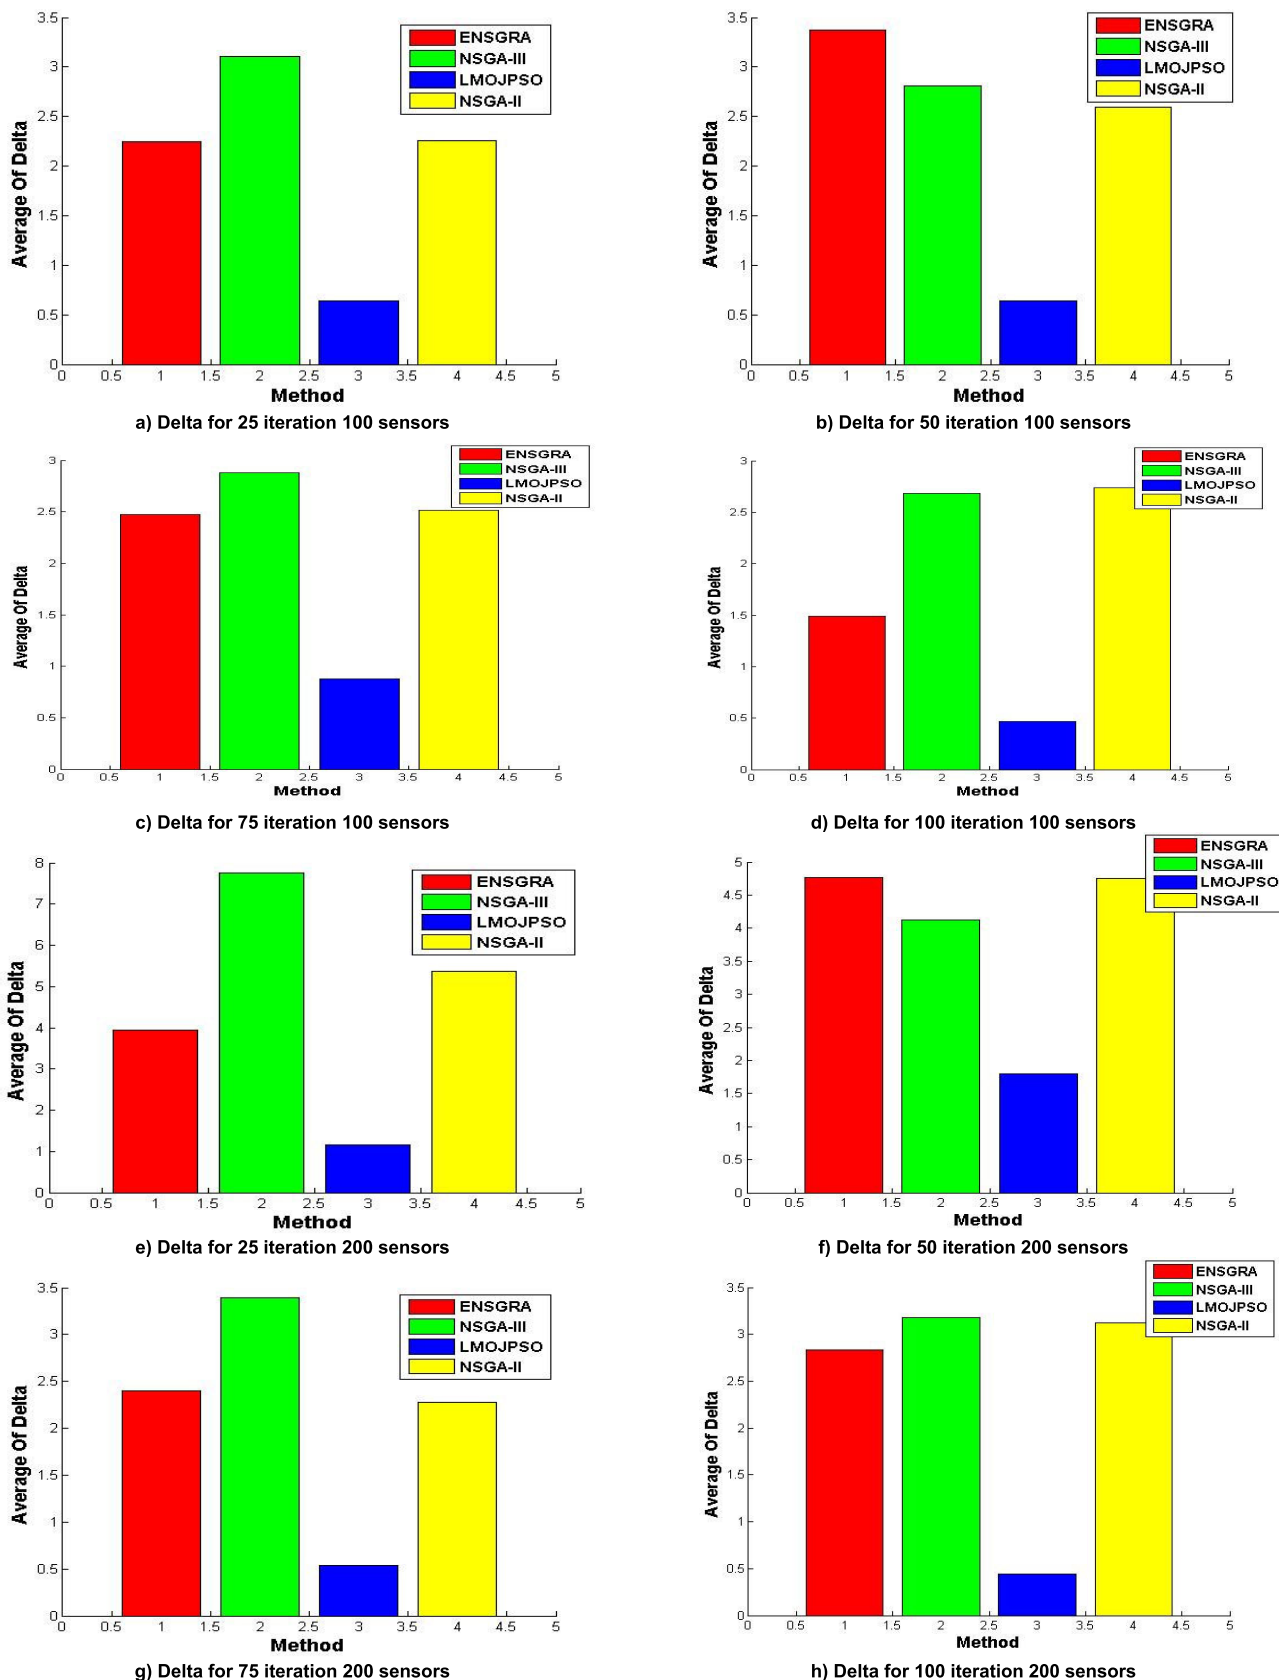 3.5
3
2.5
2
1.5
1
0.5
0
0 0.5 1 1.5 2 2.5 3 3.5 4 4.5 5
Average Of Delta
Method
ENSGRA
NSGA-III
LMOJPSO
NSGA-II
a) Delta for 25 iteration 100 sensors
3.5
3
2.5
2
1.5
1
0.5
0
0 0.5 1 1.5 2 2.5 3 3.5 4 4.5 5
Average Of Delta
Method
ENSGRA
NSGA-III
LMOJPSO
NSGA-II
b) Delta for 50 iteration 100 sensors
3
2.5
2
1.5
1
0.5
0
0 0.5 1 1.5 2 2.5 3 3.5 4 4.5 5
Average Of Delta
Method
ENSGRA
NSGA-III
LMOJPSO
NSGA-II
c) Delta for 75 iteration 100 sensors
3
2.5
2
1.5
1
0.5
0
0 0.5 1 1.5 2 2.5 3 3.5 4 4.5 5
Average Of Delta
Method
ENSGRA
NSGA-III
LMOJPSO
NSGA-II
d) Delta for 100 iteration 100 sensors
8
7
6
5
4
3
2
1
0
0 0.5 1 1.5 2 2.5 3 3.5 4 4.5 5
Average Of Delta
Method
ENSGRA
NSGA-III
LMOJPSO
NSGA-II
e) Delta for 25 iteration 200 sensors
5
4.5
4
3.5
3
2.5
2
1.5
1
0.5
0
0 0.5 1 1.5 2 2.5 3 3.5 4 4.5 5
Average Of Delta
Method
ENSGRA
NSGA-III
LMOJPSO
NSGA-II
f) Delta for 50 iteration 200 sensors
3.5
3
2.5
2
1.5
1
0.5
0
0 0.5 1 1.5 2 2.5 3 3.5 4 4.5 5
Average Of Delta
Method
ENSGRA
NSGA-III
LMOJPSO
NSGA-II
g) Delta for 75 iteration 200 sensors
3.5
3
2.5
2
1.5
1
0.5
0
0 0.5 1 1.5 2 2.5 3 3.5 4 4.5 5
Average Of Delta
Method
ENSGRA
NSGA-III
LMOJPSO
NSGA-II
h) Delta for 100 iteration 200 sensors